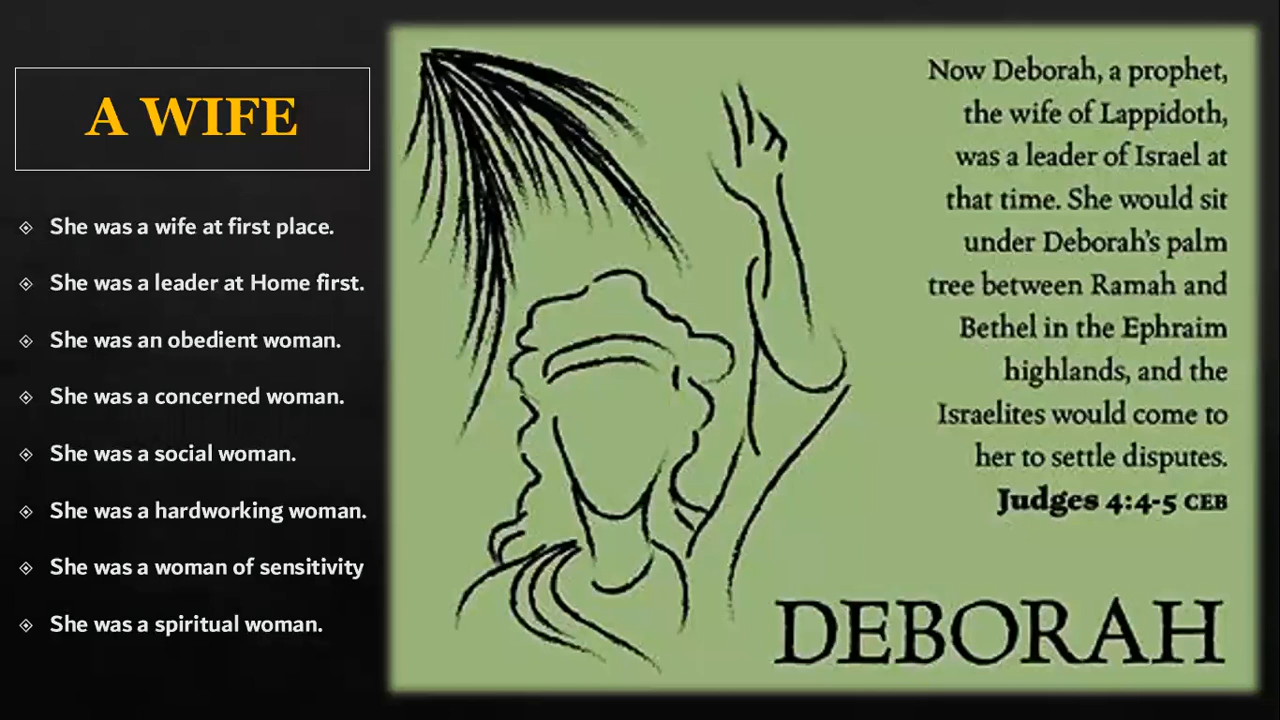 A WIFE
She was a wife at first place.
She was a leader at Home first.
She was an obedient woman.
She was a concerned woman.
She was a social woman.
She was a hardworking woman.
She was a woman of sensitivity
She was a spiritual woman.
Now Deborah, a prophet,
the wife of Lappidoth,
was a leader of Israel at
that time. She would sit
under Deborah's palm
tree between Ramah and
Bethel in the Ephraim
highlands, and the
Israelites would come to
her to settle disputes.
Judges 4:4-5 CEB
DEBORAH